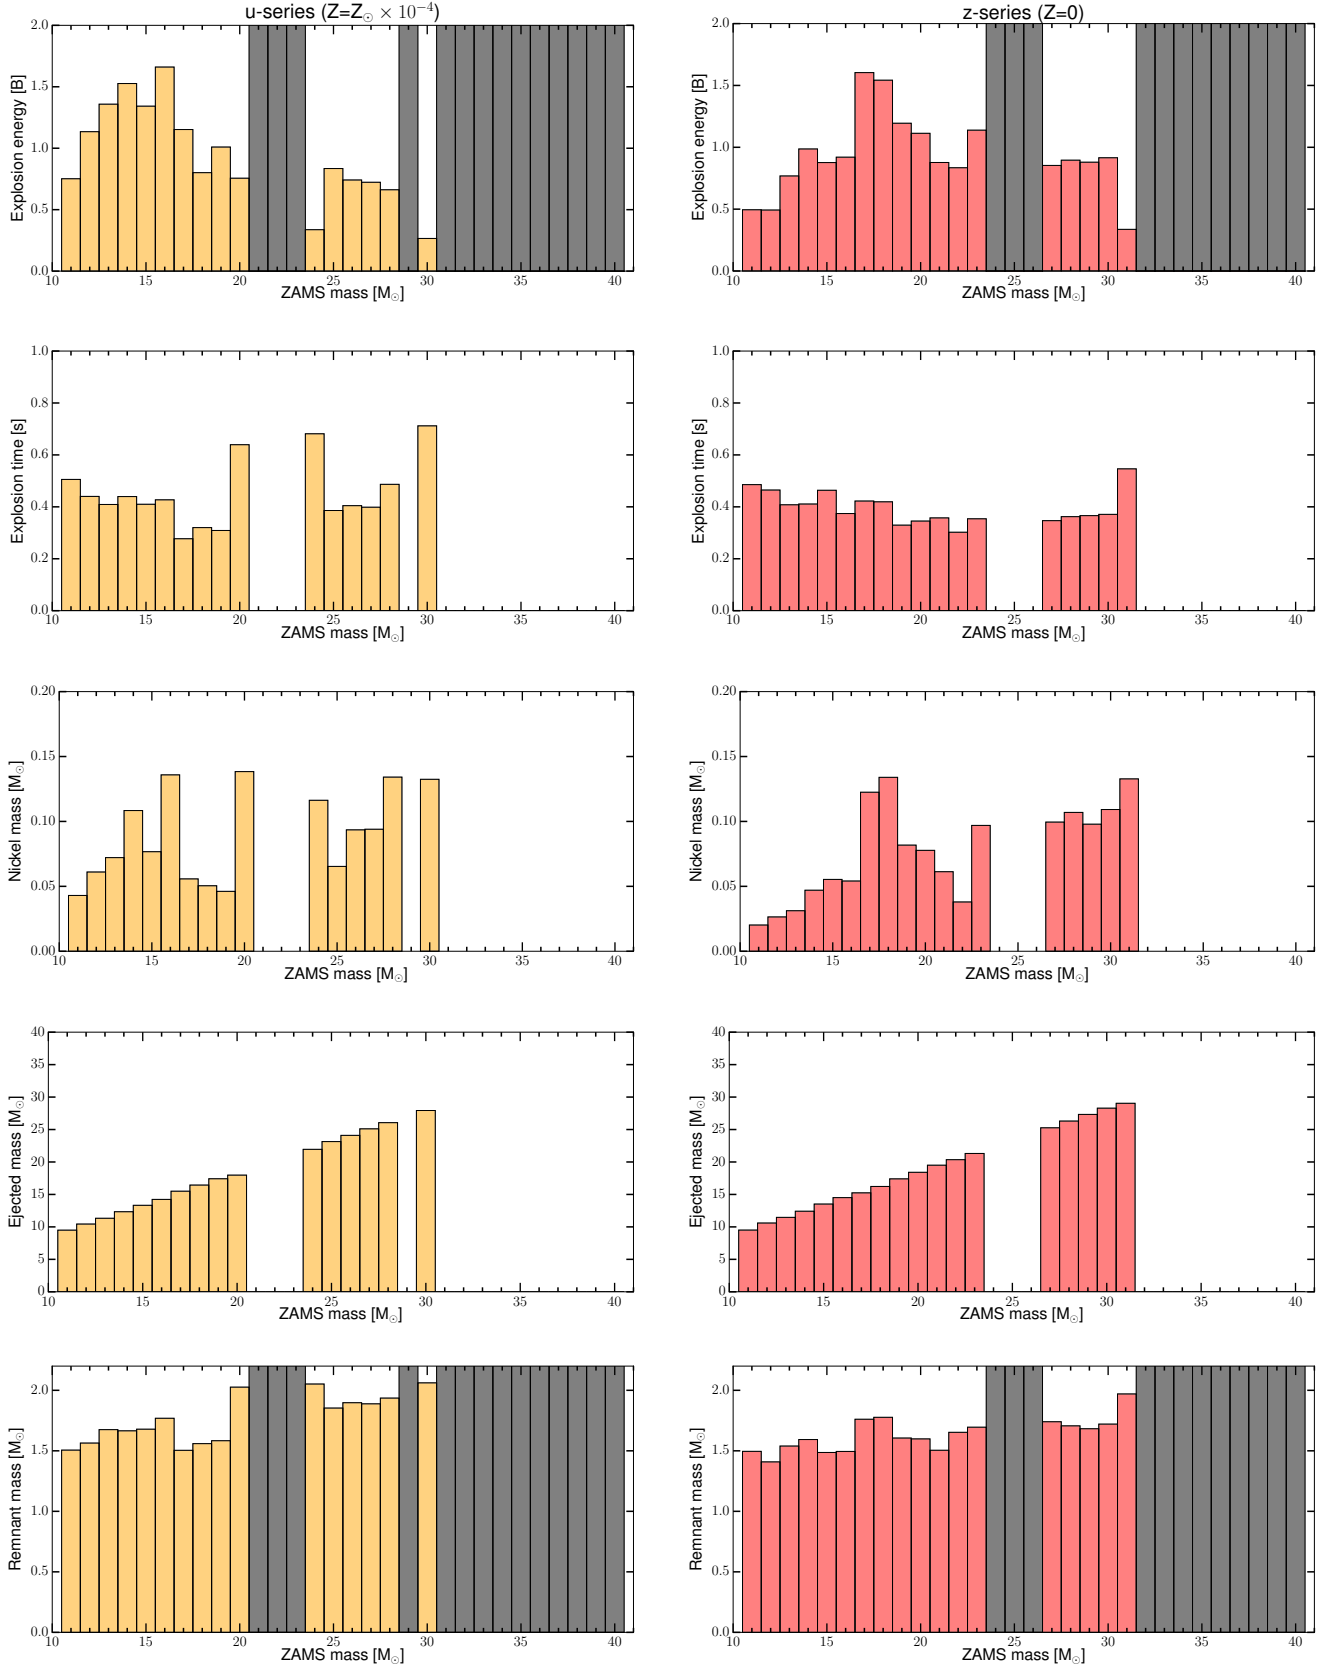 u-series (Z=Z☉ × 10⁻⁴)
2.0
1.5
1.0
0.5
0.0
Explosion energy [B]
10 15 20 25 30 35 40
ZAMS mass [M☉]
z-series (Z=0)
2.0
1.5
1.0
0.5
0.0
Explosion energy [B]
10 15 20 25 30 35 40
ZAMS mass [M☉]
1.0
0.8
0.6
0.4
0.2
0.0
Explosion time [s]
10 15 20 25 30 35 40
ZAMS mass [M☉]
1.0
0.8
0.6
0.4
0.2
0.0
Explosion time [s]
10 15 20 25 30 35 40
ZAMS mass [M☉]
0.20
0.15
0.10
0.05
0.00
Nickel mass [M☉]
10 15 20 25 30 35 40
ZAMS mass [M☉]
0.20
0.15
0.10
0.05
0.00
Nickel mass [M☉]
10 15 20 25 30 35 40
ZAMS mass [M☉]
40
35
30
25
20
15
10
5
0
Ejected mass [M☉]
10 15 20 25 30 35 40
ZAMS mass [M☉]
40
35
30
25
20
15
10
5
0
Ejected mass [M☉]
10 15 20 25 30 35 40
ZAMS mass [M☉]
2.0
1.5
1.0
0.5
0.0
Remnant mass [M☉]
10 15 20 25 30 35 40
ZAMS mass [M☉]
2.0
1.5
1.0
0.5
0.0
Remnant mass [M☉]
10 15 20 25 30 35 40
ZAMS mass [M☉]